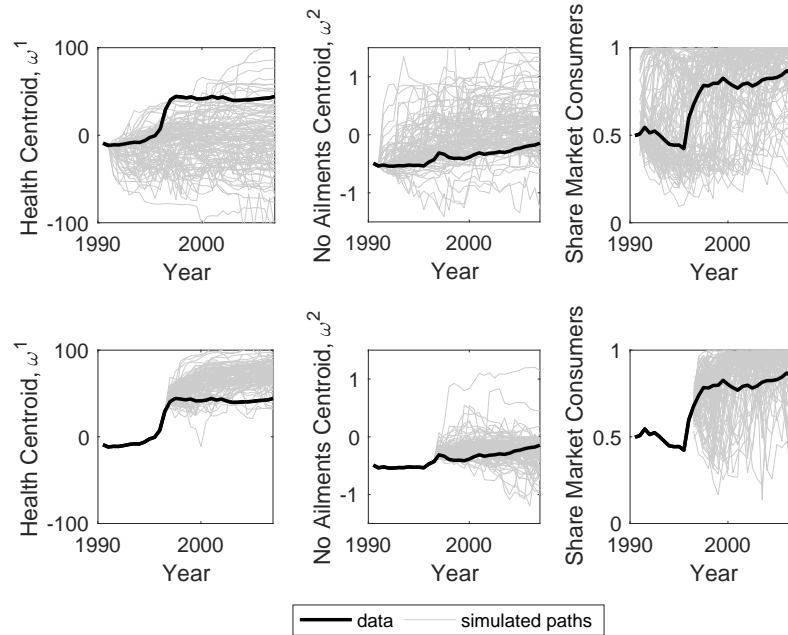 Health Centroid, ω¹
100
0
-100
1990
2000
Year
No Ailments Centroid, ω²
1
0
-1
1990
2000
Year
Share Market Consumers
1
0.5
0
1990
2000
Year
Health Centroid, ω¹
100
0
-100
1990
2000
Year
No Ailments Centroid, ω²
1
0
-1
1990
2000
Year
Share Market Consumers
1
0.5
0
1990
2000
Year
data
simulated paths